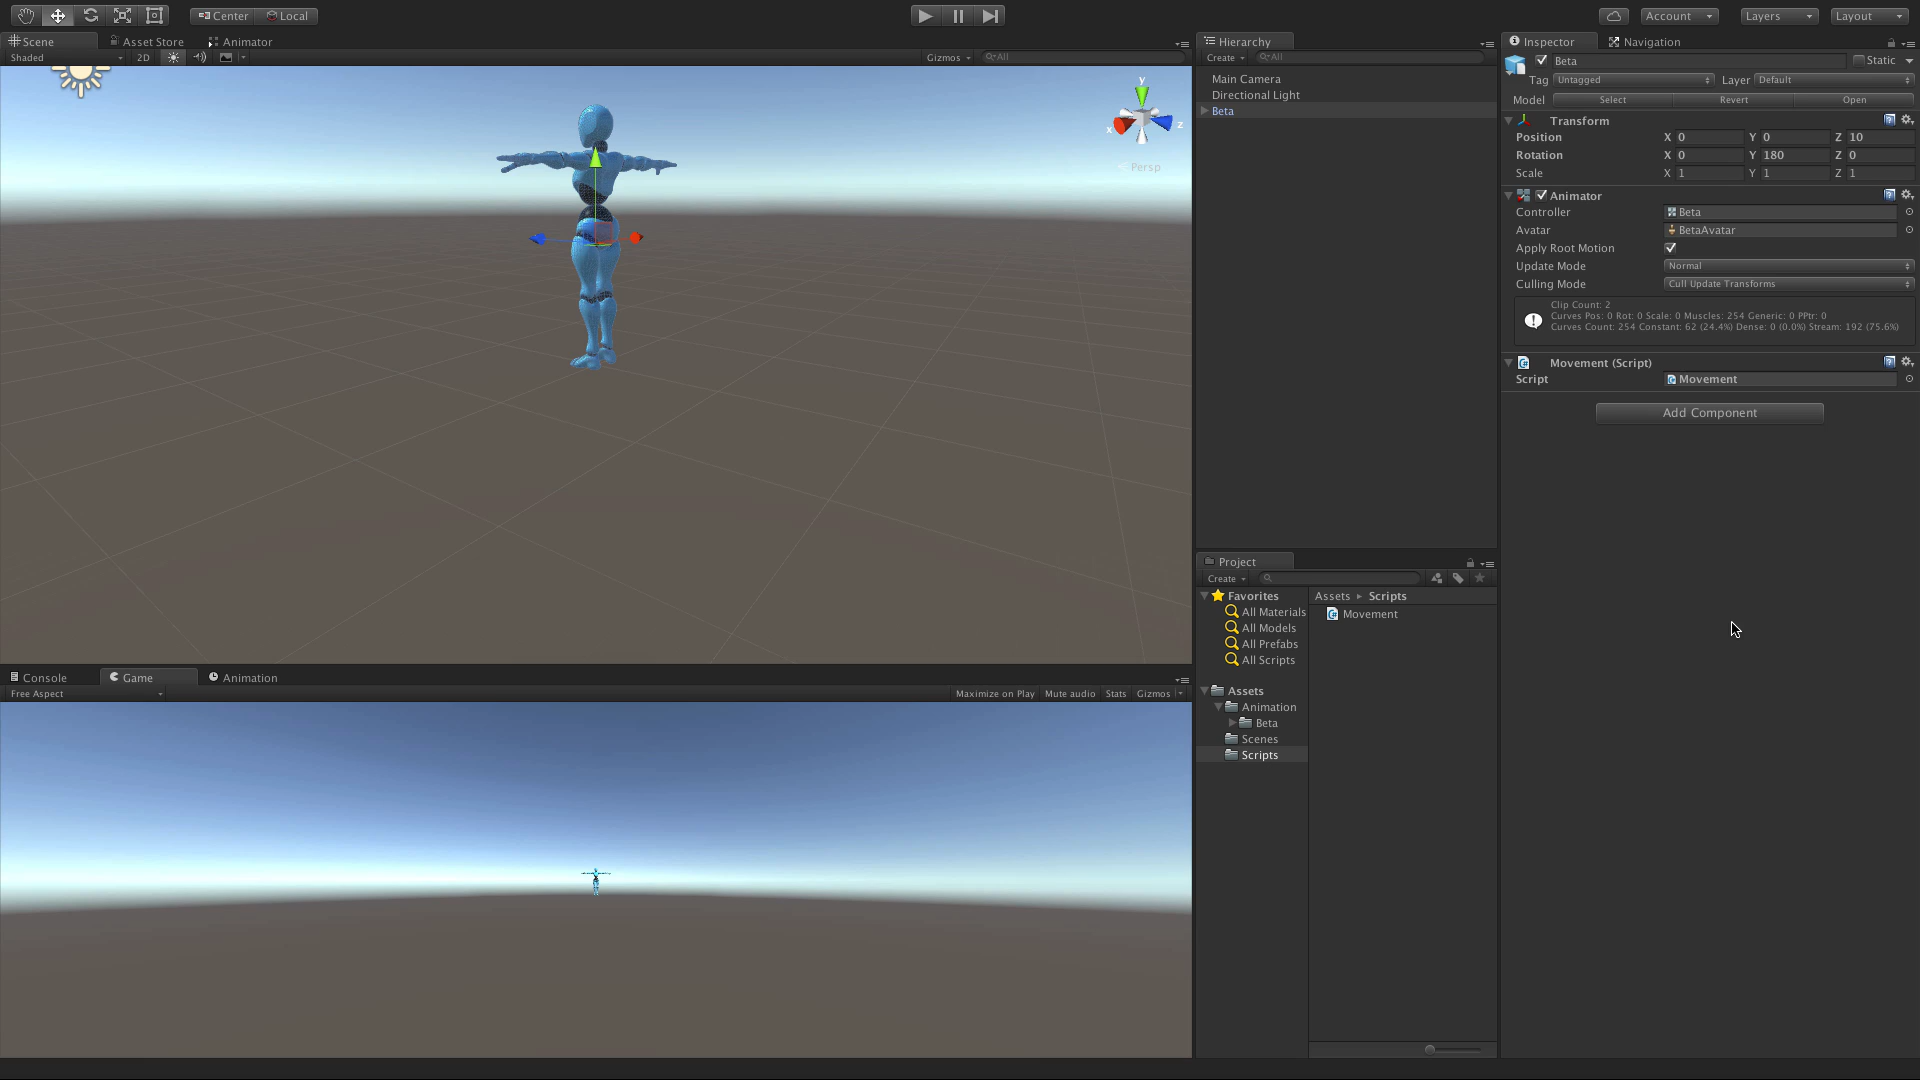 Center Local
Account Layers Layout
Scene Asset Store Animator
Shaded 2D Gizmos All
y
x z
Persp
Hierarchy
Create All
Main Camera
Directional Light
Beta
Inspector Navigation
Beta Static
Tag Untagged Layer Default
Model Select Revert Open
Transform
Position X 0 Y 0 Z 10
Rotation X 0 Y 180 Z 0
Scale X 1 Y 1 Z 1
Animator
Controller Beta
Avatar BetaAvatar
Apply Root Motion
Update Mode Normal
Culling Mode Cull Update Transforms
Clip Count: 2
Curves Pos: 0 Rot: 0 Scale: 0 Muscles: 254 Generic: 0 PPtr: 0
Curves Count: 254 Constant: 62 (24.4%) Dense: 0 (0.0%) Stream: 192 (75.6%)
Movement (Script)
Script Movement
Add Component
Project
Create
Favorites
All Materials
All Models
All Prefabs
All Scripts
Assets
Animation
Beta
Scenes
Scripts
Assets Scripts
Movement
Console Game Animation
Free Aspect Maximize on Play Mute audio Stats Gizmos